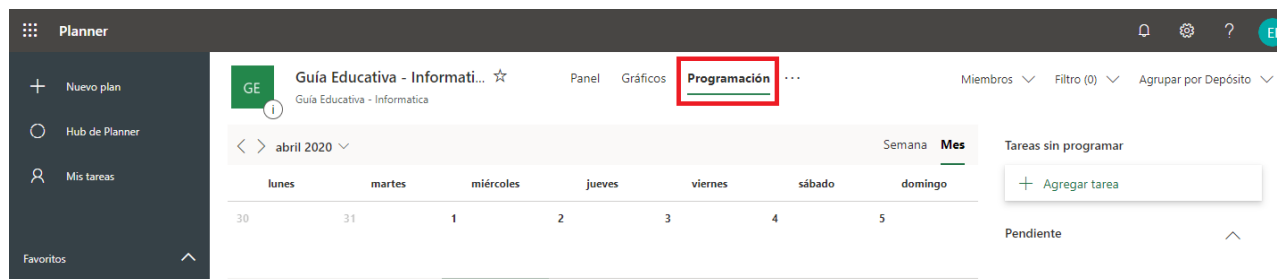 Planner
Nuevo plan
Hub de Planner
Mis tareas
Favoritos
GE
i
Guía Educativa - Informati...
Guía Educativa - Informatica
Panel Gráficos Programación ...
Miembros Filtro (0) Agrupar por Depósito
abril 2020
Semana Mes
lunes martes miércoles jueves viernes sábado domingo
30 31 1 2 3 4 5
Tareas sin programar
+ Agregar tarea
Pendiente